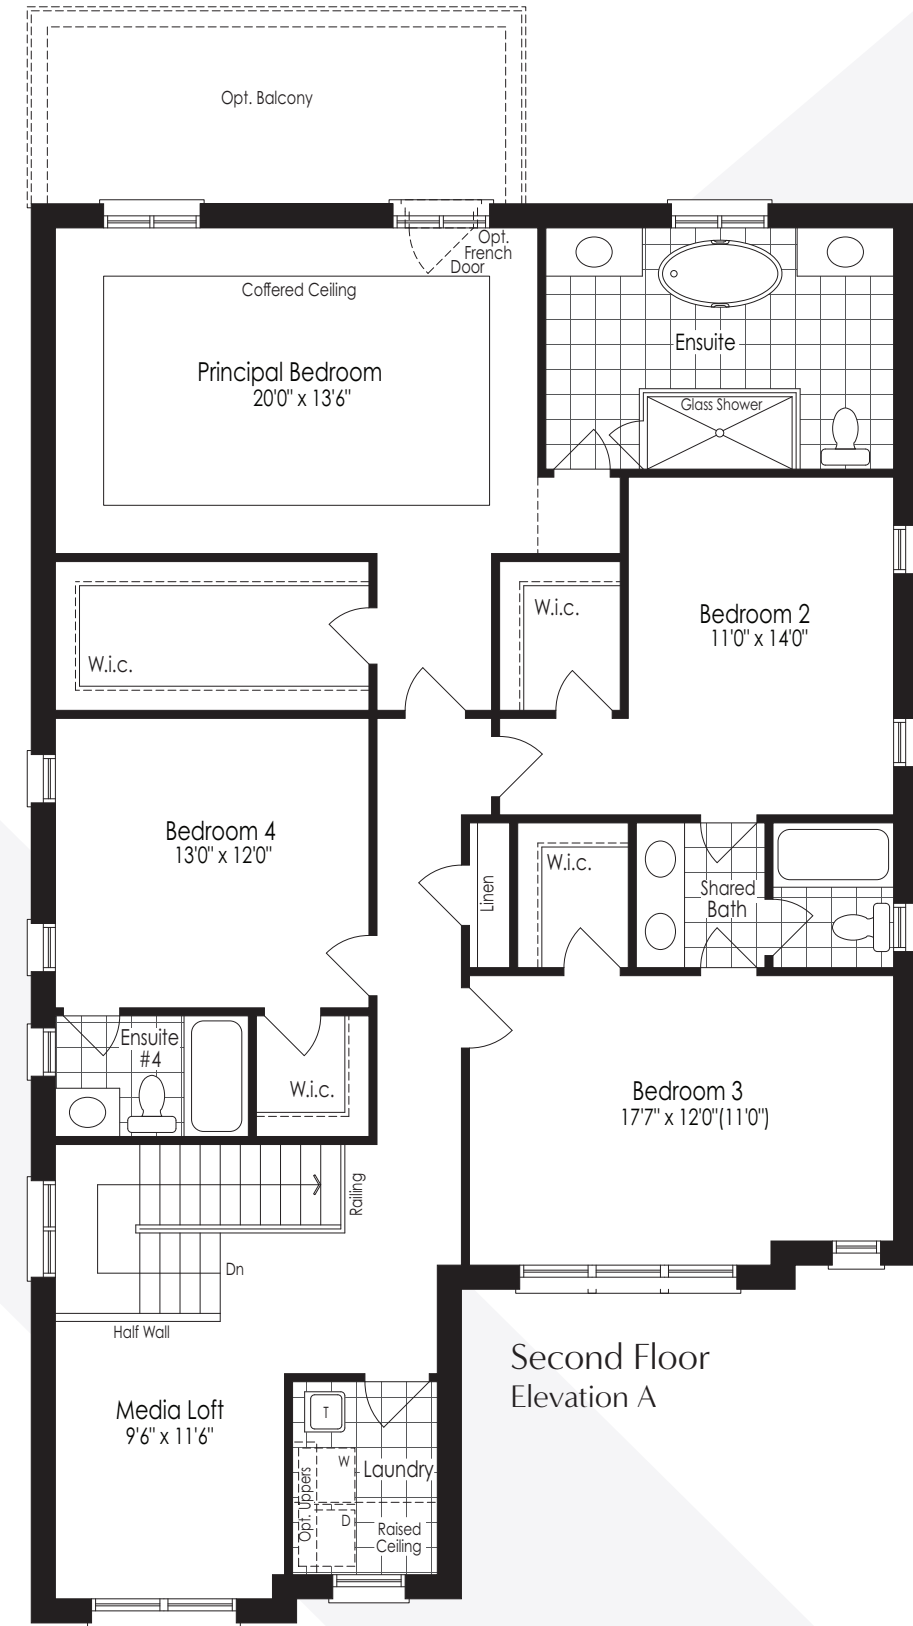 Opt. Balcony
Opt.
French
Door
Coffered Ceiling
Principal Bedroom
20'0" x 13'6"
Ensuite
Glass Shower
W.i.c.
W.i.c.
Bedroom 2
11'0" x 14'0"
Bedroom 4
13'0" x 12'0"
Linen
W.i.c.
Shared
Bath
Ensuite
#4
W.i.c.
Bedroom 3
17'7" x 12'0"(11'0")
Railing
Dn
Half Wall
Second Floor
Elevation A
Media Loft
9'6" x 11'6"
T
W
Laundry
Opt. Uppers
D
Raised
Ceiling